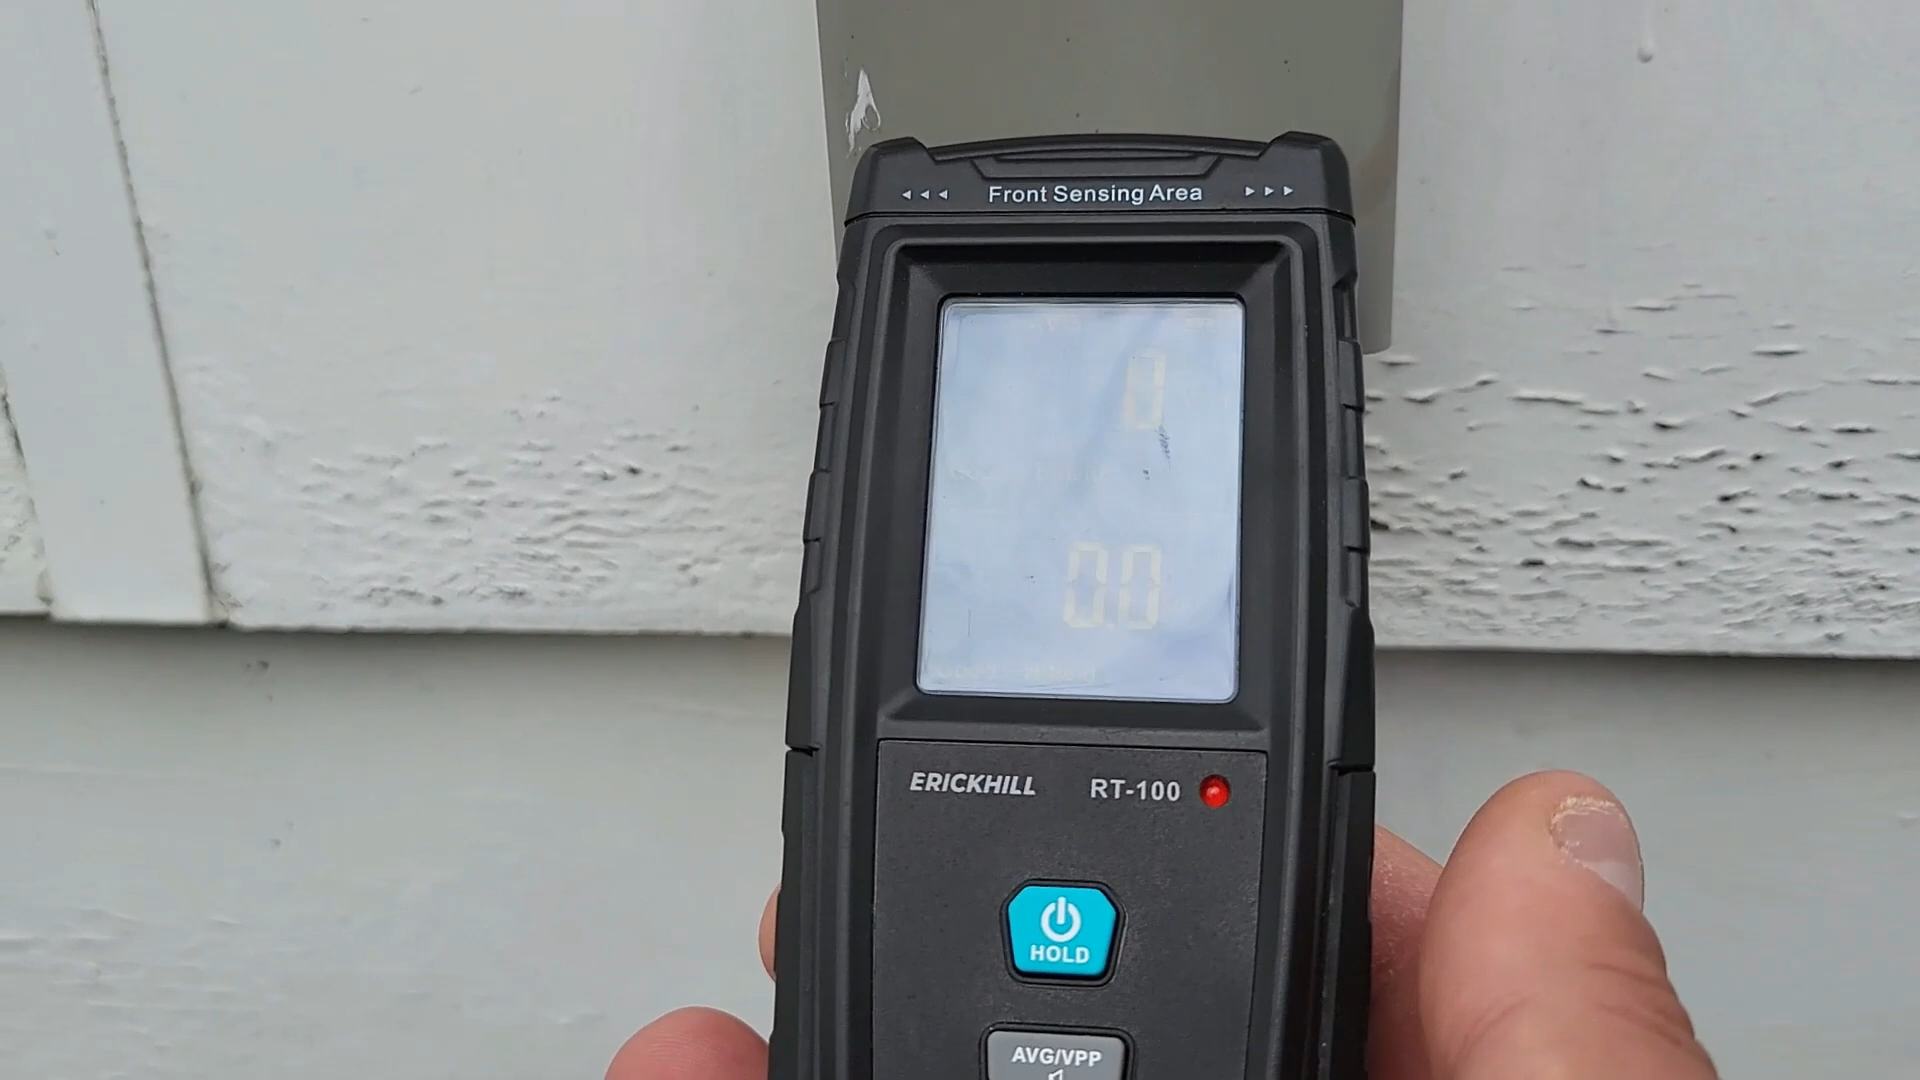 Front Sensing Area
0
0.0
ERICKHILL RT-100
HOLD
AVG/VPP